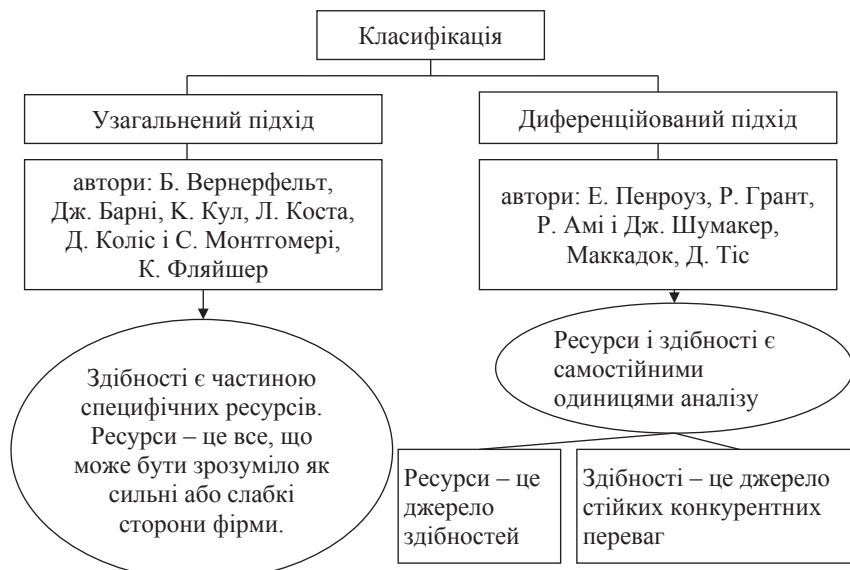 Класифікація
Узагальнений підхід
Диференційований підхід
автори: Б. Вернерфельт,
Дж. Барні, К. Кул, Л. Коста,
Д. Коліс і С. Монтгомері,
К. Фляйшер
автори: Е. Пенроуз, Р. Грант,
Р. Амі і Дж. Шумакер,
Маккадок, Д. Тіс
Здібності є частиною
специфічних ресурсів.
Ресурси – це все, що
може бути зрозуміло як
сильні або слабкі
сторони фірми.
Ресурси і здібності є
самостійними
одиницями аналізу
Ресурси – це
джерело
здібностей
Здібності – це джерело
стійких конкурентних
переваг